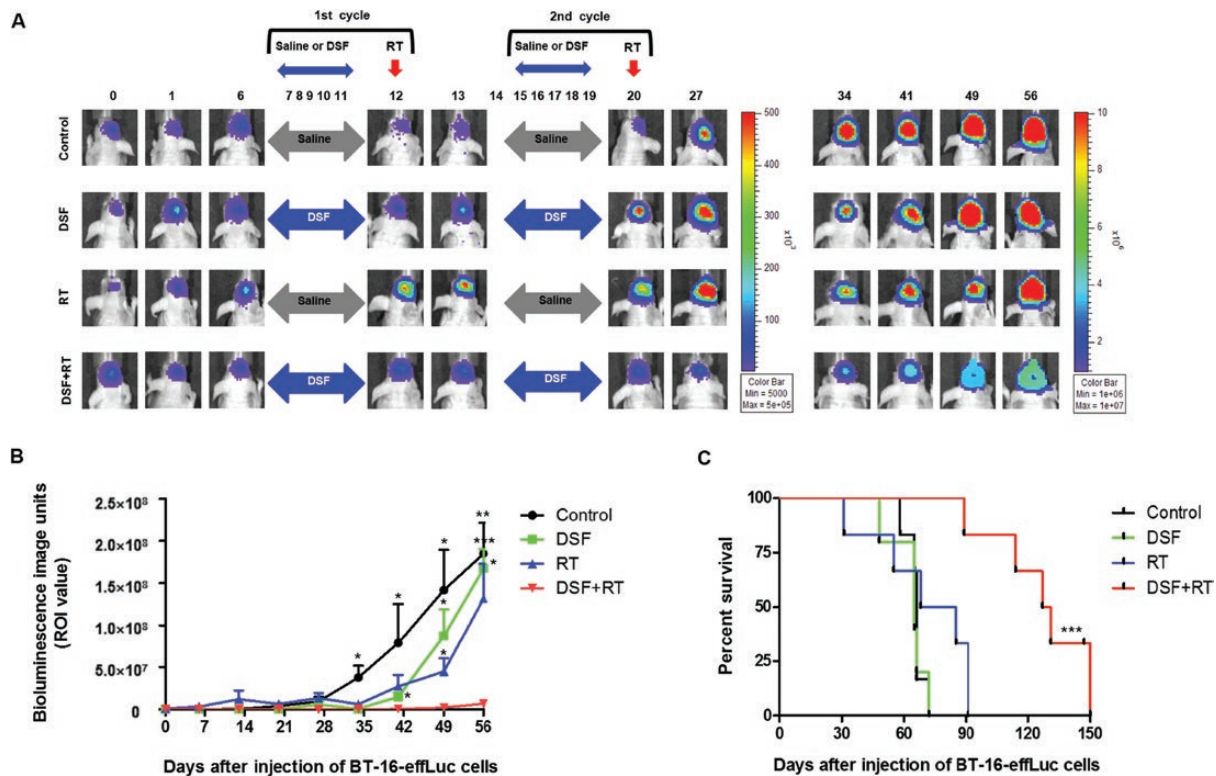 A
1st cycle
2nd cycle
Saline or DSF
RT
Saline or DSF
RT
0 1 6 7 8 9 10 11 12 13 14 15 16 17 18 19 20 27 34 41 49 56
Control
Saline
Saline
DSF
DSF
DSF
RT
Saline
Saline
DSF+RT
DSF
DSF
500
400
300
200
100
x10³
Color Bar
Min = 5000
Max = 5e+05
10
8
6
4
2
x10⁶
Color Bar
Min = 1e+06
Max = 1e+07
B
Bioluminescence image units
(ROI value)
2.5×10⁸
2.0×10⁸
1.5×10⁸
1.0×10⁸
5.0×10⁷
0
0 7 14 21 28 35 42 49 56
Days after injection of BT-16-effLuc cells
* * * * * ** *** *
Control
DSF
RT
DSF+RT
C
Percent survival
100
75
50
25
0
0 30 60 90 120 150
Days after injection of BT-16-effLuc cells
***
Control
DSF
RT
DSF+RT